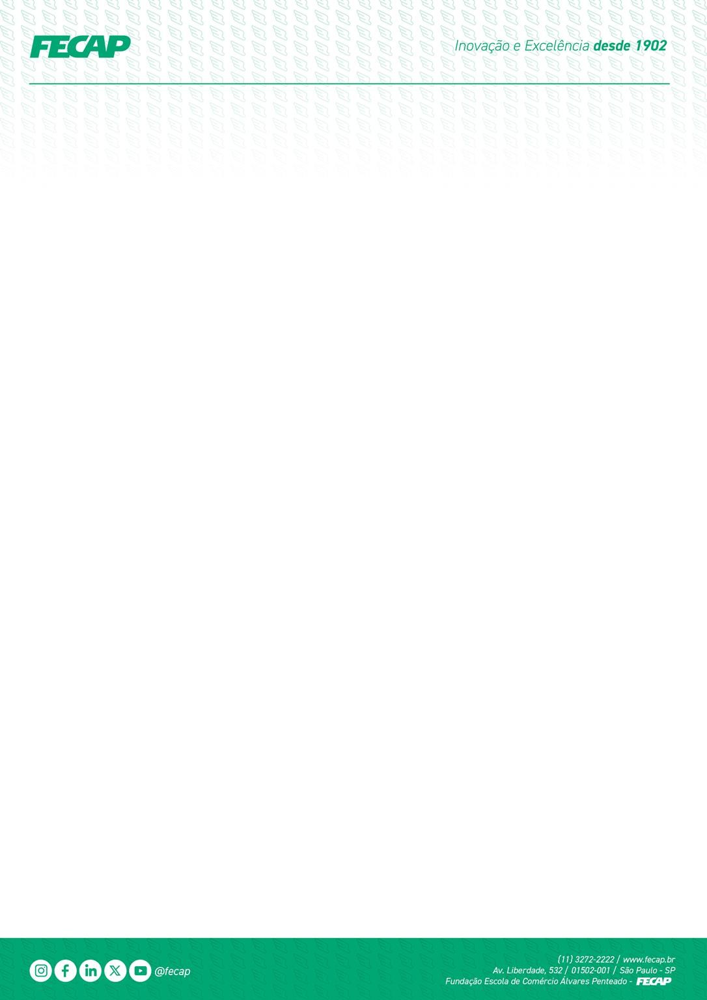 FECAP
Inovação e Excelência desde 1902
@fecap
(11) 3272-2222 / www.fecap.br
Av. Liberdade, 532 / 01502-001 / São Paulo - SP
Fundação Escola de Comércio Álvares Penteado - FECAP